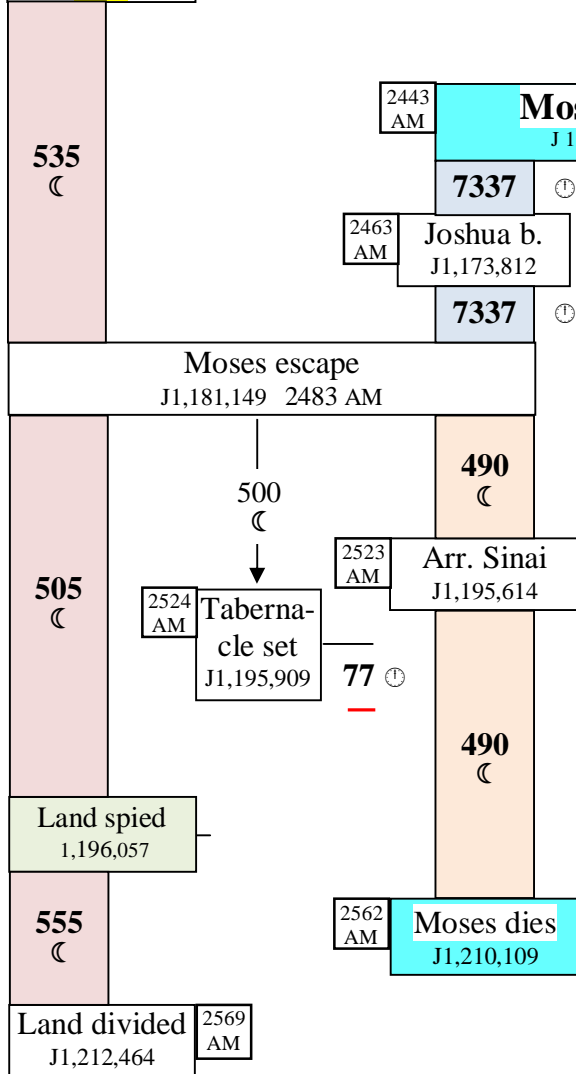 2443
AM
535
☾
7337
2463
AM
Joshua b.
J1,173,812
7337
Moses escape
J1,181,149 2483 AM
490
☾
500
☾
505
☾
2524
AM
Taberna-
cle set
J1,195,909
77
2523
AM
Arr. Sinai
J1,195,614
490
☾
Land spied
1,196,057
555
☾
2562
AM
Moses dies
J1,210,109
Land divided
J1,212,464
2569
AM